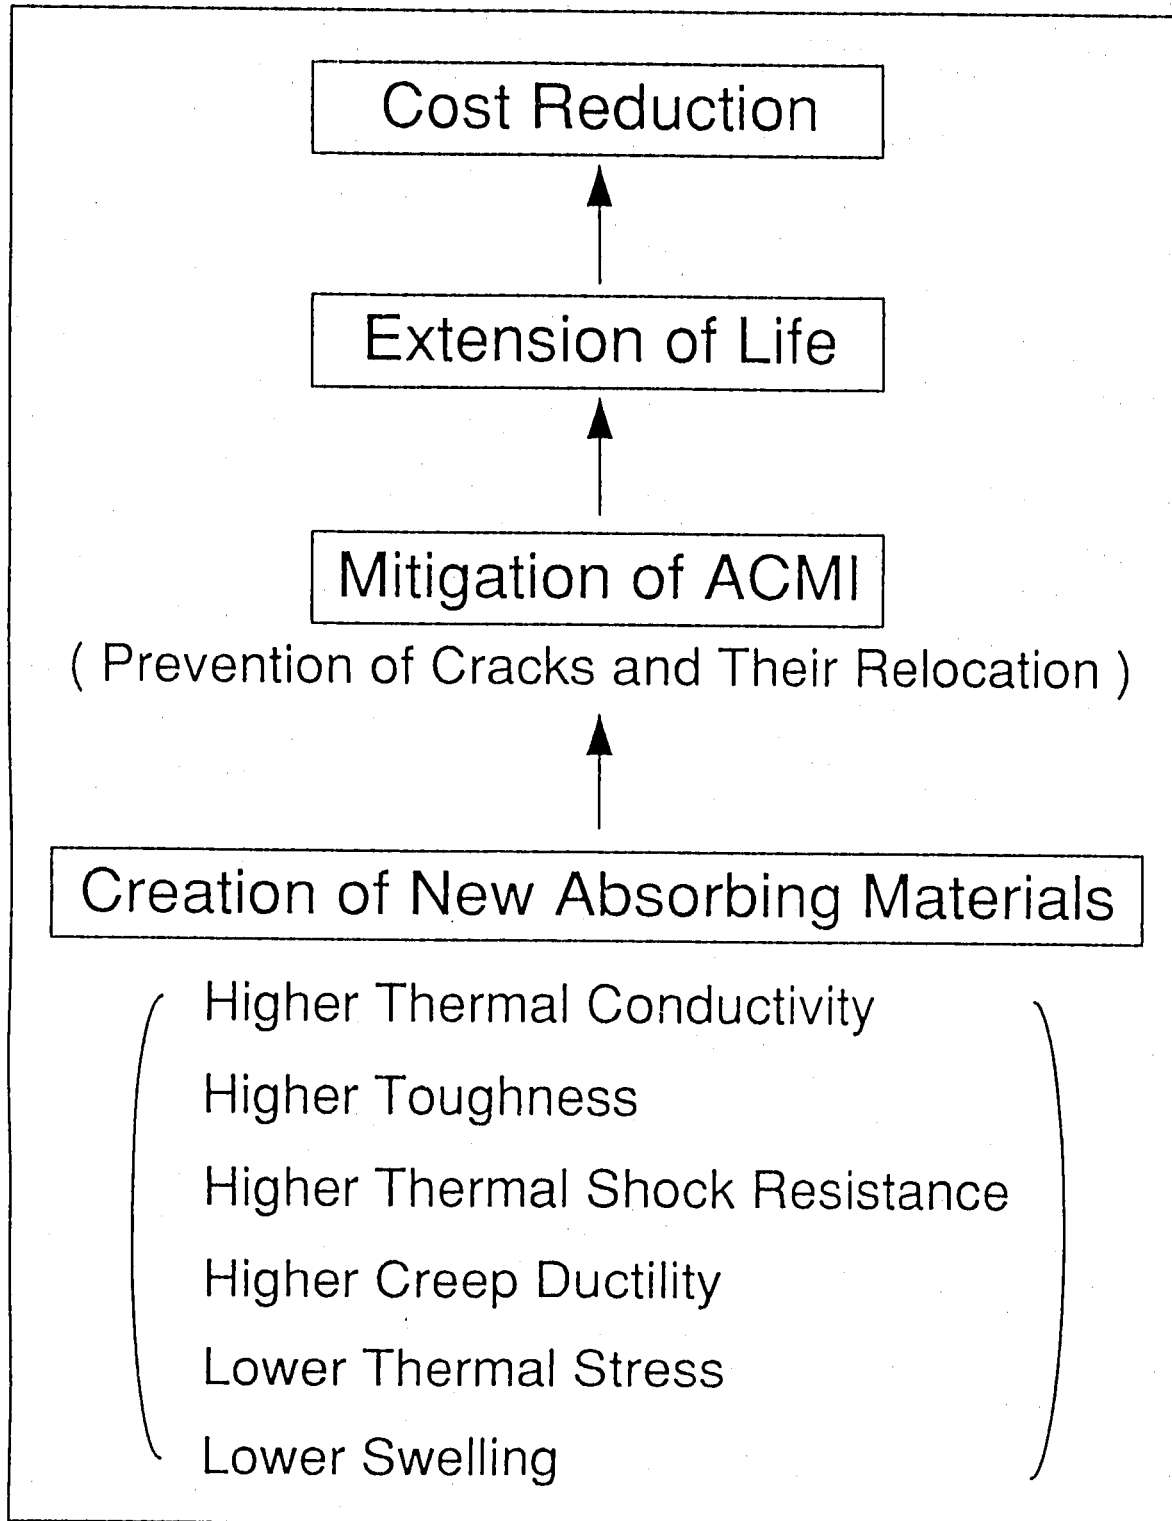 Cost Reduction
Extension of Life
Mitigation of ACMI
( Prevention of Cracks and Their Relocation )
Creation of New Absorbing Materials
Higher Thermal Conductivity
Higher Toughness
Higher Thermal Shock Resistance
Higher Creep Ductility
Lower Thermal Stress
Lower Swelling